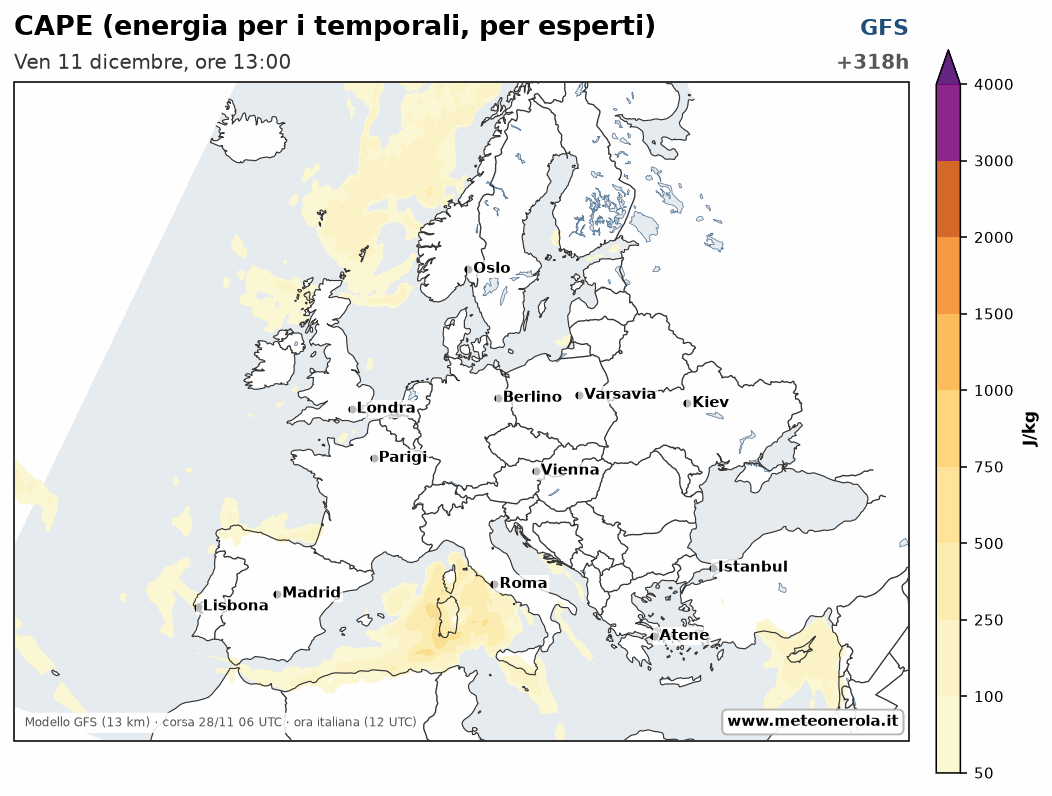 CAPE (energia per i temporali, per esperti)
GFS
Ven 11 dicembre, ore 13:00
+318h
4000
3000
2000
1500
1000
750
500
250
100
50
J/kg
Oslo
Londra
Berlino
Varsavia
Kiev
Parigi
Vienna
Istanbul
Roma
Madrid
Lisbona
Atene
Modello GFS (13 km) · corsa 28/11 06 UTC · ora italiana (12 UTC)
www.meteonerola.it